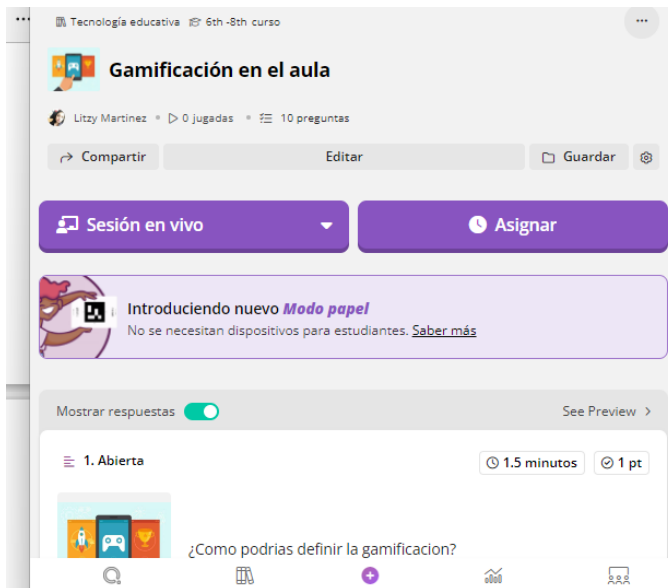 Tecnología educativa 6th -8th curso
Gamificación en el aula
Litzy Martinez • 0 jugadas • 10 preguntas
Compartir Editar Guardar
Sesión en vivo Asignar
Introduciendo nuevo Modo papel
No se necesitan dispositivos para estudiantes. Saber más
Mostrar respuestas See Preview >
1. Abierta 1.5 minutos 1 pt
¿Como podrias definir la gamificacion?